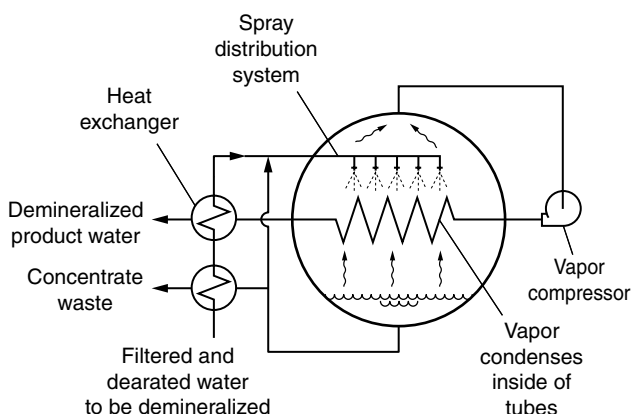 Spray
distribution
system
Heat
exchanger
Demineralized
product water
Concentrate
waste
Filtered and
dearated water
to be demineralized
Vapor
compressor
Vapor
condenses
inside of
tubes